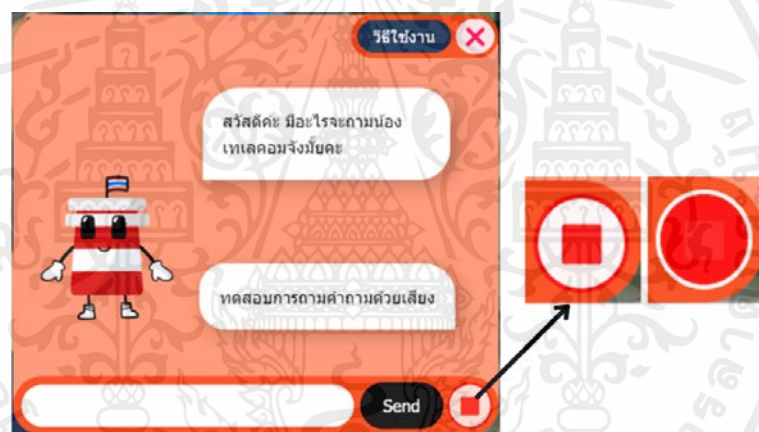 วิธีใช้งาน
สวัสดีค่ะ มีอะไรจะถามน้อง
เทเลคอมจังมั้ยคะ
ทดสอบการถามคำถามด้วยเสียง
Send